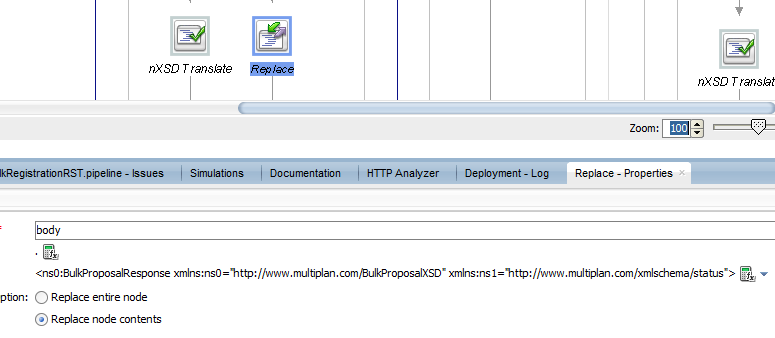 nXSD Translate
Replace
nXSD Translat
Zoom: 100
lkRegistrationRST.pipeline - Issues
Simulations
Documentation
HTTP Analyzer
Deployment - Log
Replace - Properties
body
.
<ns0:BulkProposalResponse xmlns:ns0="http://www.multiplan.com/BulkProposalXSD" xmlns:ns1="http://www.multiplan.com/xmlschema/status">
ption: Replace entire node
Replace node contents